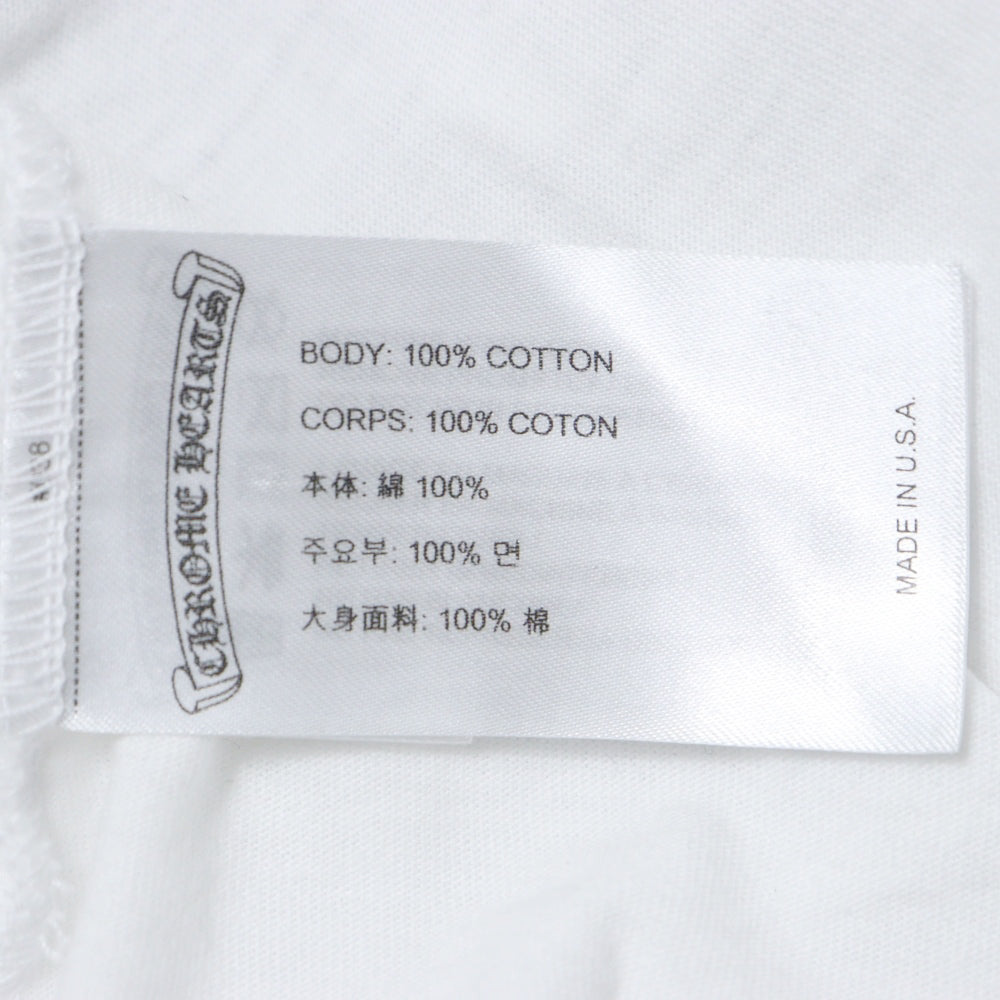 CHROME HEARTS
BODY: 100% COTTON
CORPS: 100% COTON
本体: 綿 100%
주요부: 100% 면
大身面料: 100% 棉
MADE IN U.S.A.